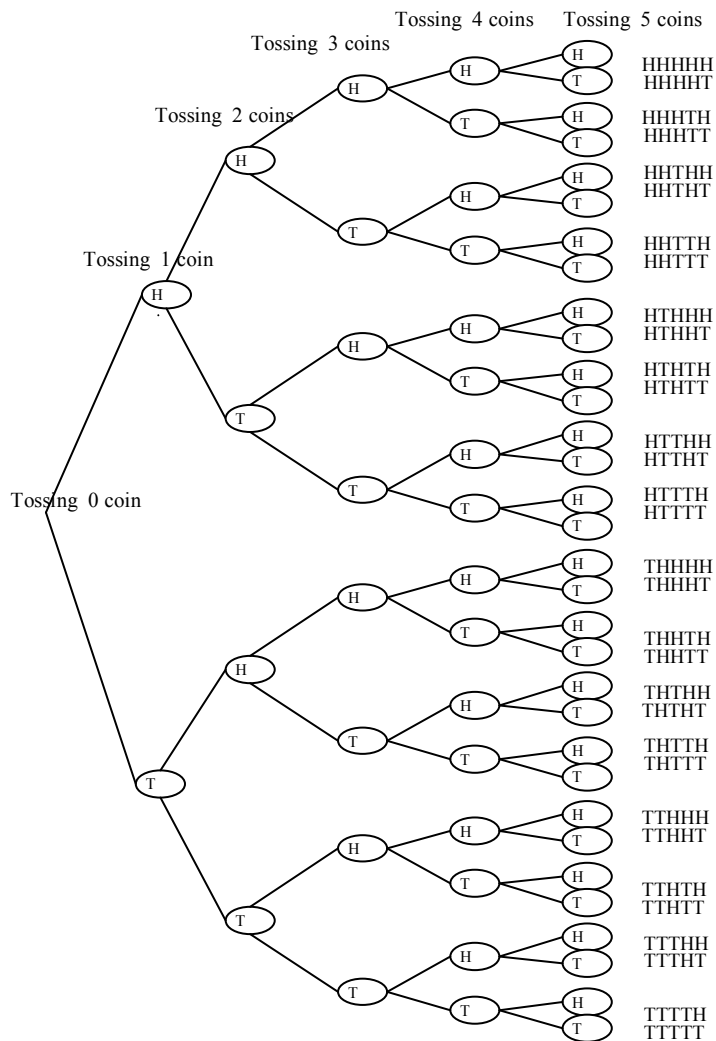 Tossing 4 coins Tossing 5 coins
Tossing 3 coins
Tossing 2 coins
Tossing 1 coin
Tossing 0 coin
H
T
H
T
H
T
H
T
H
T
H
T
H
T
H
T
H
T
H
T
H
T
H
T
H
T
H
T
H
T
H
T
H
T
H
T
H
T
H
T
H
T
H
T
H
T
H
T
H
T
H
T
H
T
H
T
H
T
H
T
H
T
HHHHH
HHHHT
HHHTH
HHHTT
HHTHH
HHTHT
HHTTH
HHTTT
HTHHH
HTHHT
HTHTH
HTHTT
HTTHH
HTTHT
HTTTH
HTTTT
THHHH
THHHT
THHTH
THHTT
THTHH
THTHT
THTTH
THTTT
TTHHH
TTHHT
TTHTH
TTHTT
TTTHH
TTTHT
TTTTH
TTTTT